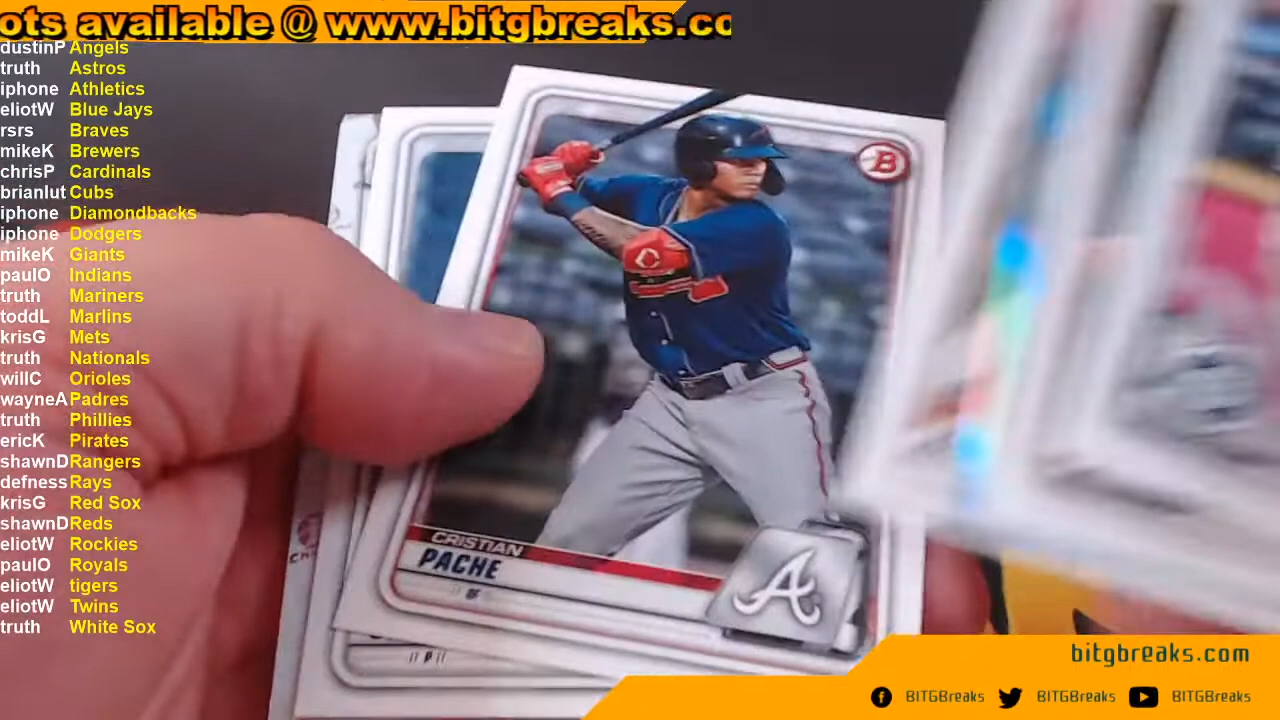 ots available @ www.bitgbreaks.co
dustinP Angels
truth Astros
iphone Athletics
eliotW Blue Jays
rsrs Braves
mikeK Brewers
chrisP Cardinals
brianlut Cubs
iphone Diamondbacks
iphone Dodgers
mikeK Giants
paulO Indians
truth Mariners
toddL Marlins
krisG Mets
truth Nationals
willC Orioles
wayneA Padres
truth Phillies
ericK Pirates
shawnD Rangers
defness Rays
krisG Red Sox
shawnD Reds
eliotW Rockies
paulO Royals
eliotW tigers
eliotW Twins
truth White Sox
B
C
CRISTIAN
PACHE
OF
A
P
bitgbreaks.com
BITGBreaks BITGBreaks BITGBreaks